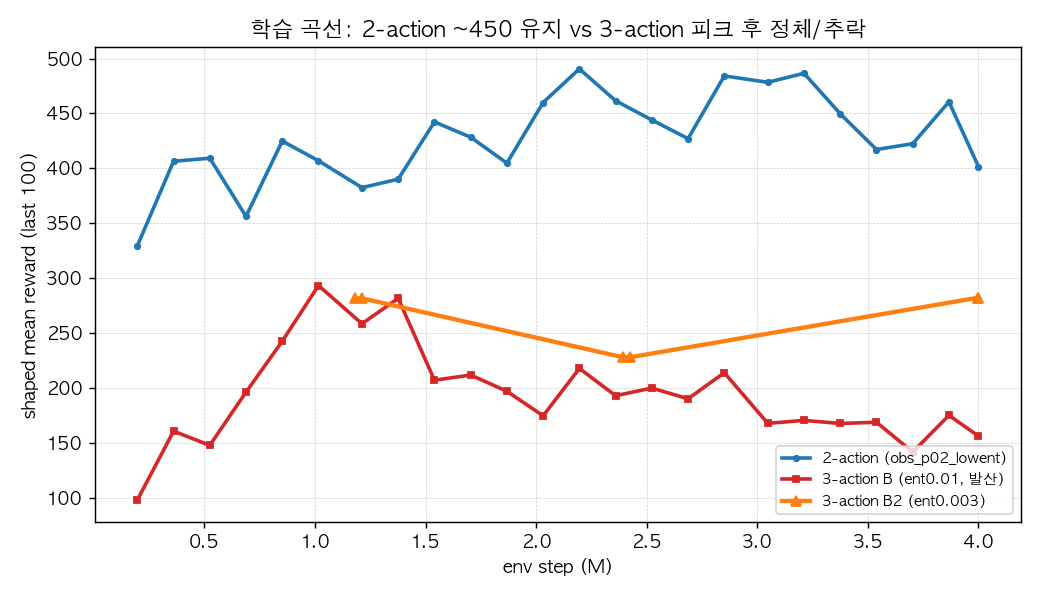 학습 곡선: 2-action ~450 유지 vs 3-action 피크 후 정체/추락
shaped mean reward (last 100)
500
450
400
350
300
250
200
150
100
0.5 1.0 1.5 2.0 2.5 3.0 3.5 4.0
env step (M)
2-action (obs_p02_lowent)
3-action B (ent0.01, 발산)
3-action B2 (ent0.003)